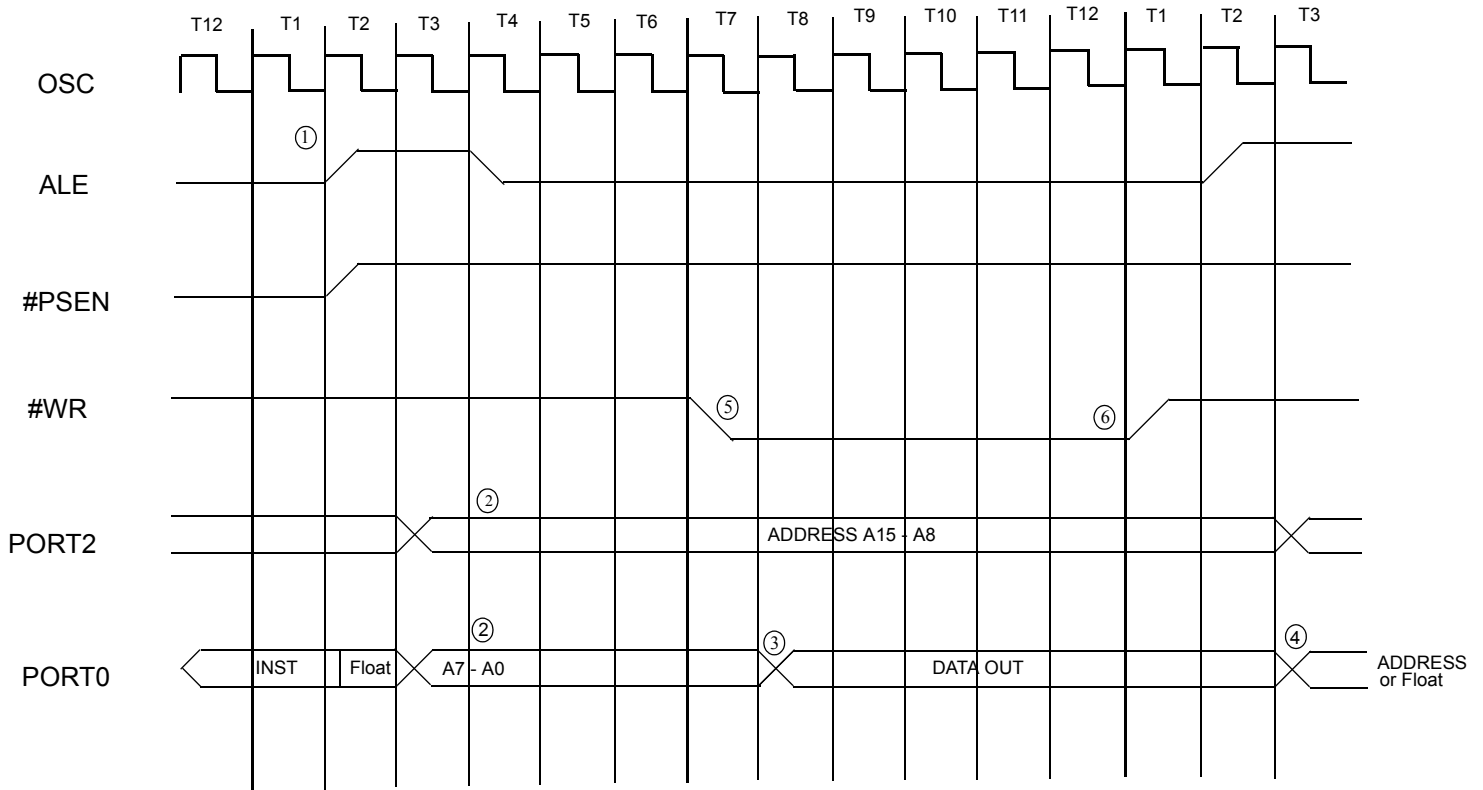 T12 T1 T2 T3 T4 T5 T6 T7 T8 T9 T10 T11 T12 T1 T2 T3
OSC
①
ALE
#PSEN
#WR ⑤ ⑥
②
PORT2 ADDRESS A15 - A8
② ③ ④
PORT0 INST Float A7 - A0 DATA OUT ADDRESS
or Float